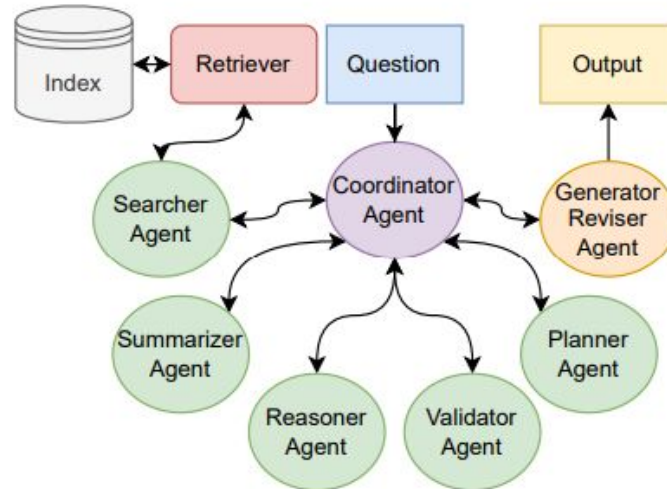 Index
Retriever
Question
Output
Searcher
Agent
Coordinator
Agent
Generator
Reviser
Agent
Summarizer
Agent
Reasoner
Agent
Validator
Agent
Planner
Agent